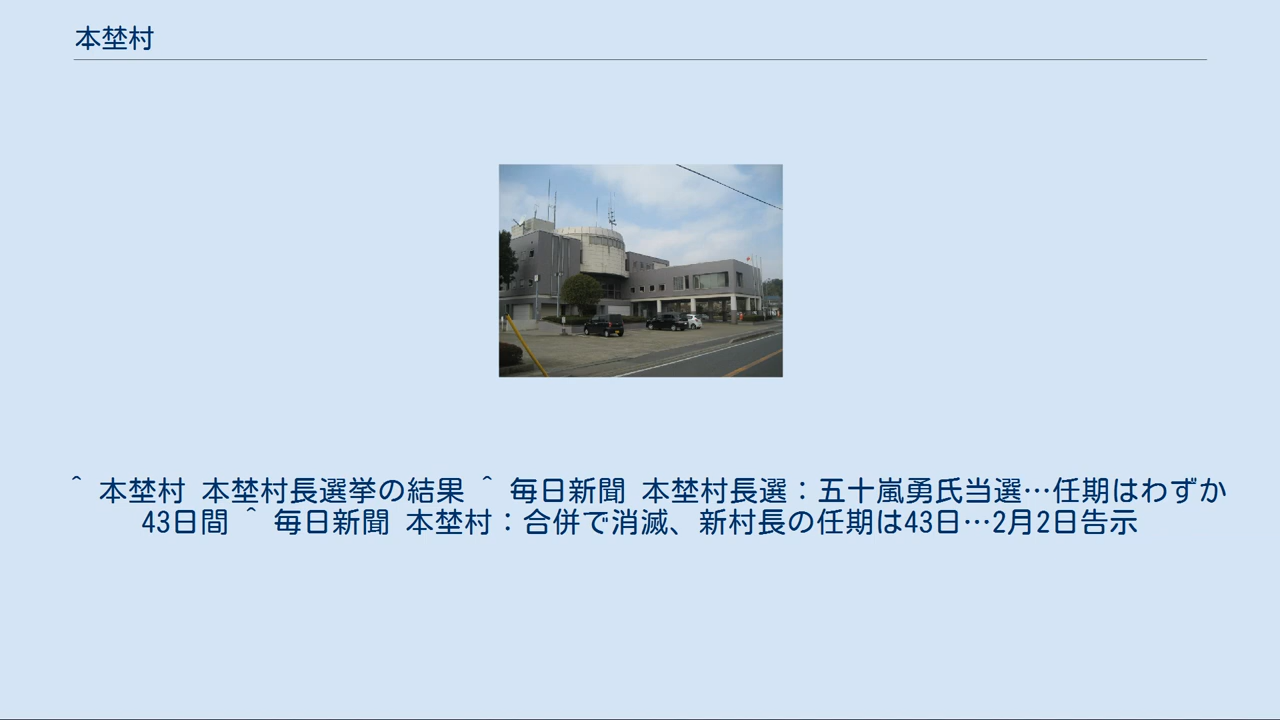 本埜村
＾ 本埜村 本埜村長選挙の結果 ＾ 毎日新聞 本埜村長選：五十嵐勇氏当選…任期はわずか
43日間 ＾ 毎日新聞 本埜村：合併で消滅、新村長の任期は43日…2月2日告示